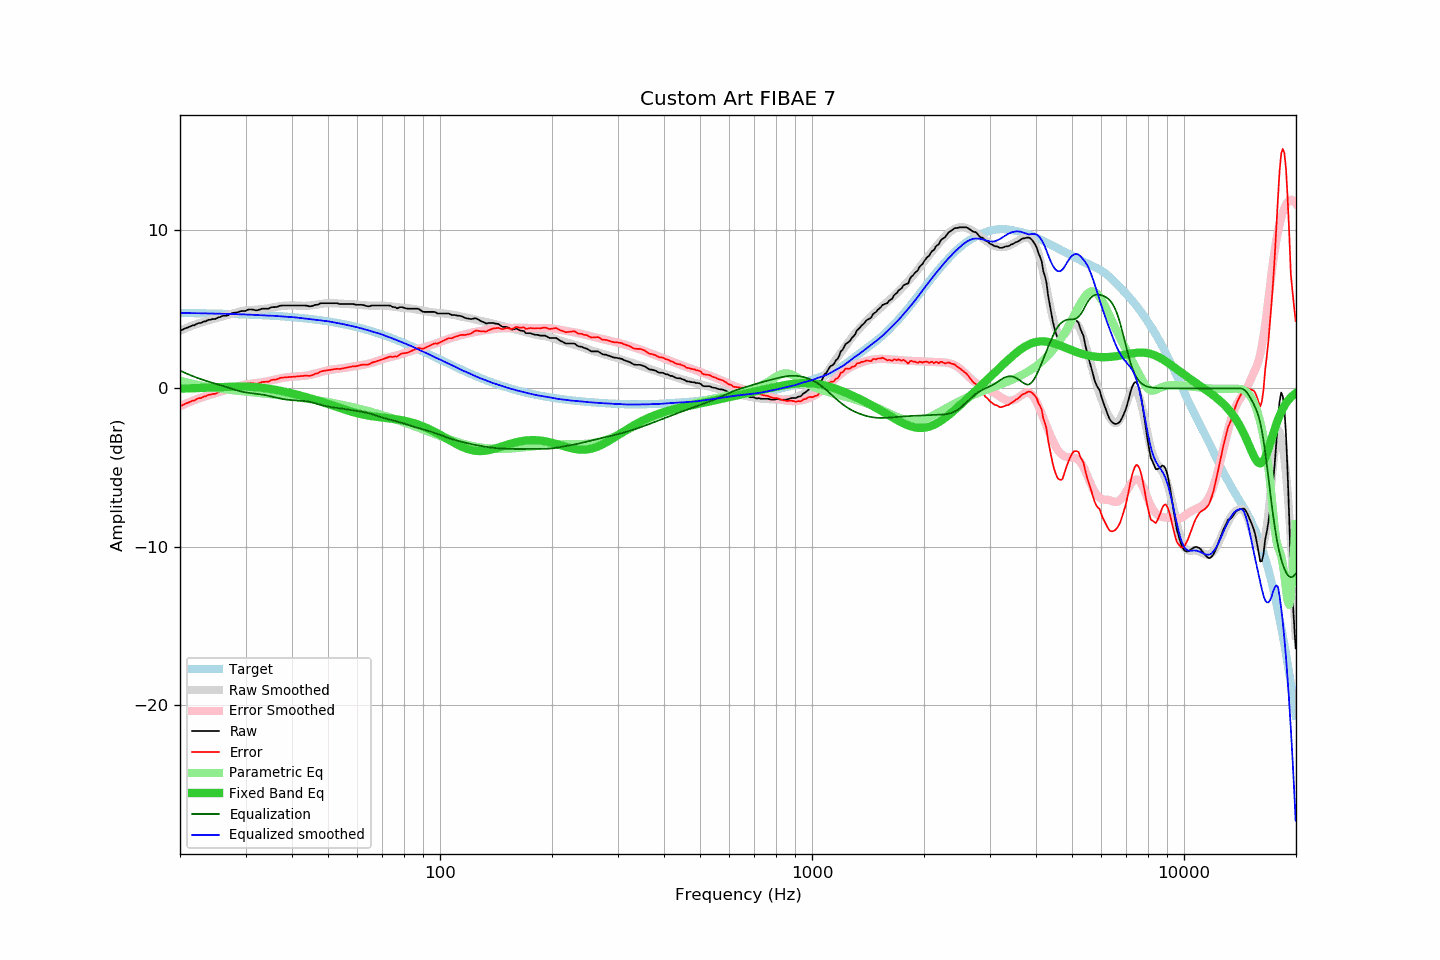 Custom Art FIBAE 7
Amplitude (dBr)
10
0
−10
−20
Target
Raw Smoothed
Error Smoothed
Raw
Error
Parametric Eq
Fixed Band Eq
Equalization
Equalized smoothed
100
1000
10000
Frequency (Hz)